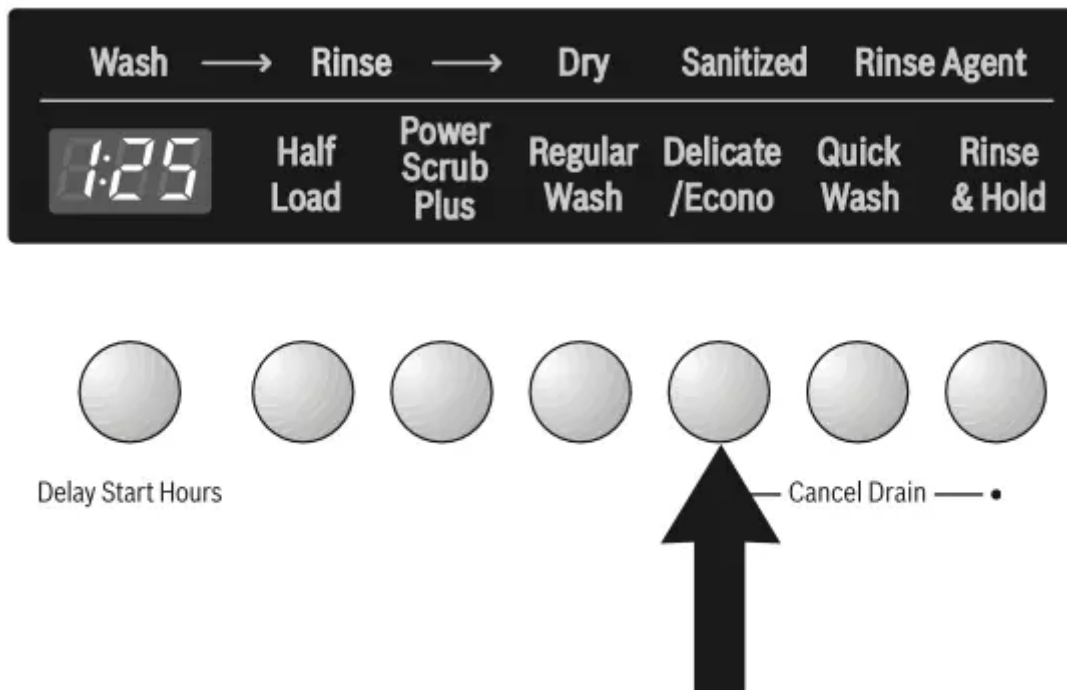 Wash → Rinse → Dry Sanitized Rinse Agent
1:25
Half
Load
Power
Scrub
Plus
Regular
Wash
Delicate
/Econo
Quick
Wash
Rinse
& Hold
Delay Start Hours
Cancel Drain